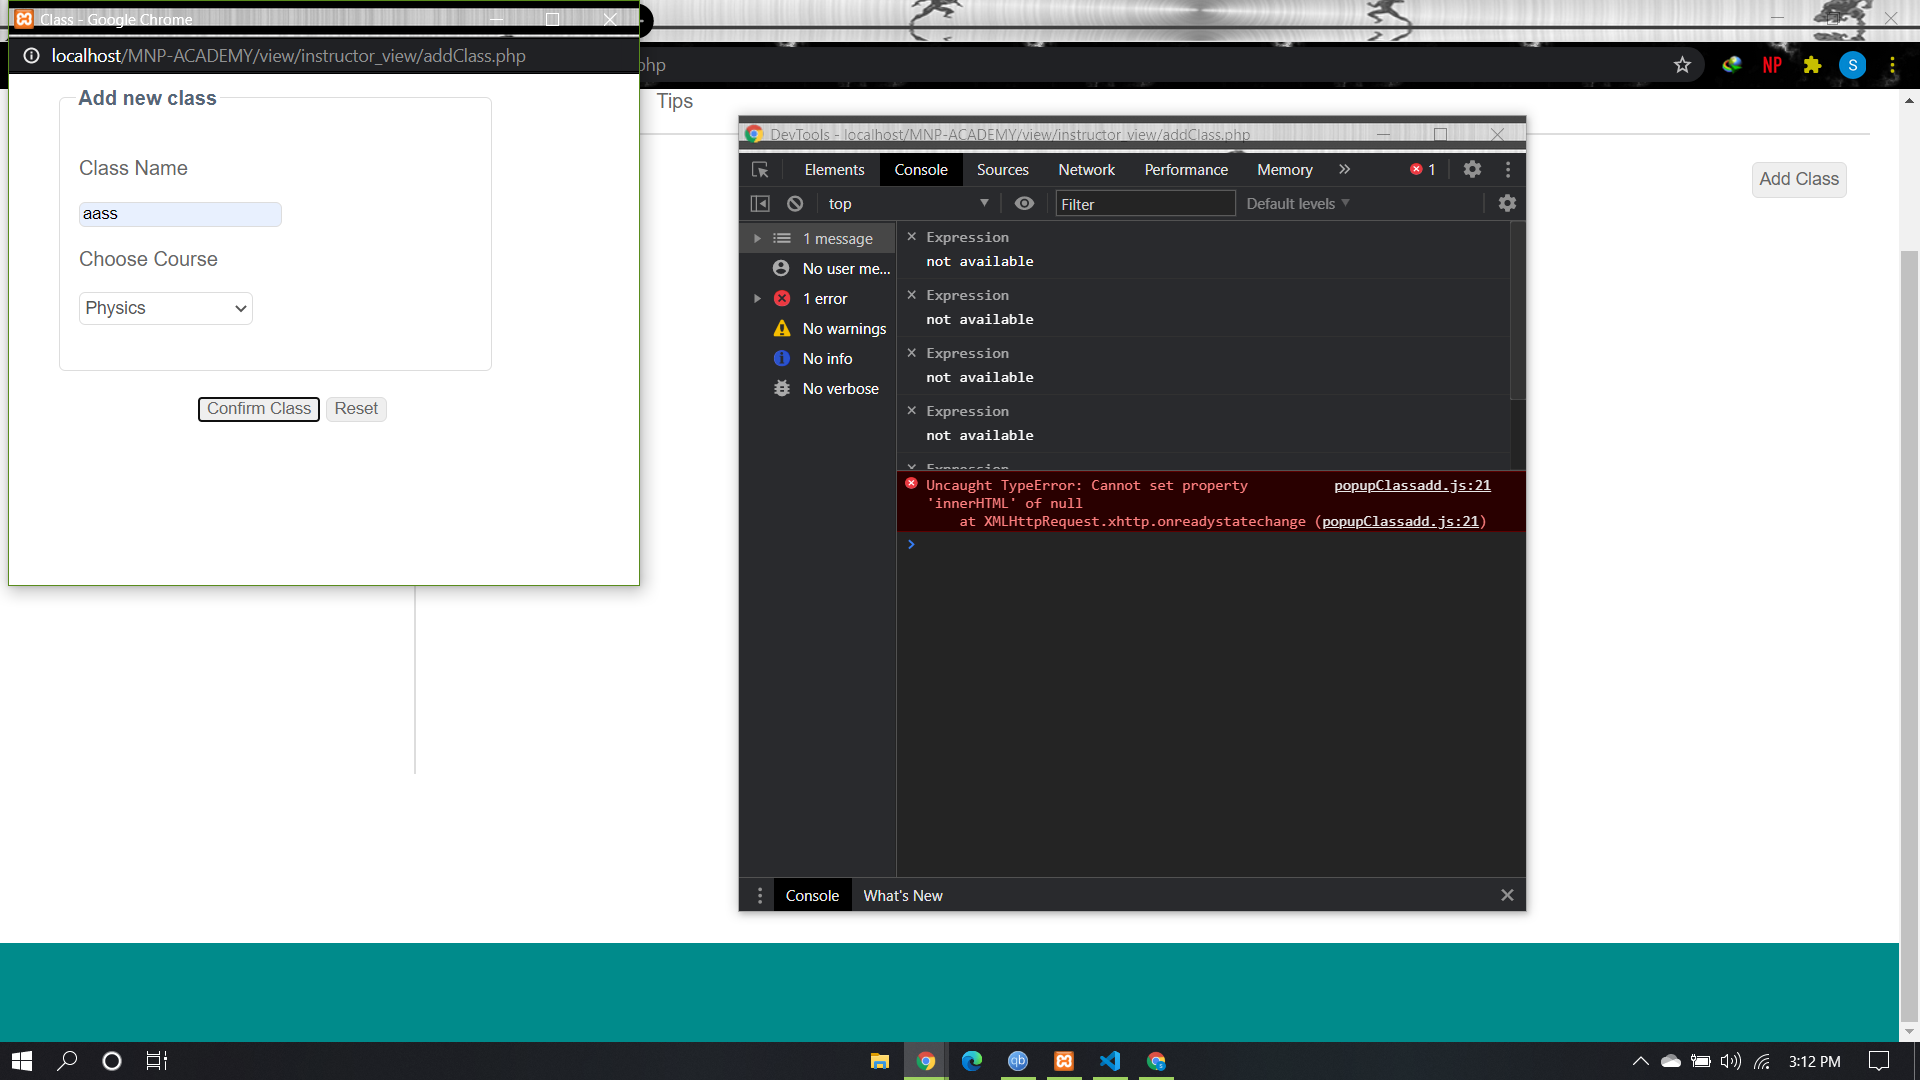 Class - Google Chrome
localhost/MNP-ACADEMY/view/instructor_view/addClass.php
Add new class
Class Name
aass
Choose Course
Physics
Confirm Class Reset
php
S
NP
Tips
Add Class
DevTools - localhost/MNP-ACADEMY/view/instructor_view/addClass.php
Elements Console Sources Network Performance Memory » 1
top Filter Default levels
1 message
No user me...
1 error
No warnings
No info
No verbose
Expression
not available
Expression
not available
Expression
not available
Expression
not available
Expression
Uncaught TypeError: Cannot set property popupClassadd.js:21
'innerHTML' of null
at XMLHttpRequest.xhttp.onreadystatechange (popupClassadd.js:21)
>
Console What's New
qb
3:12 PM